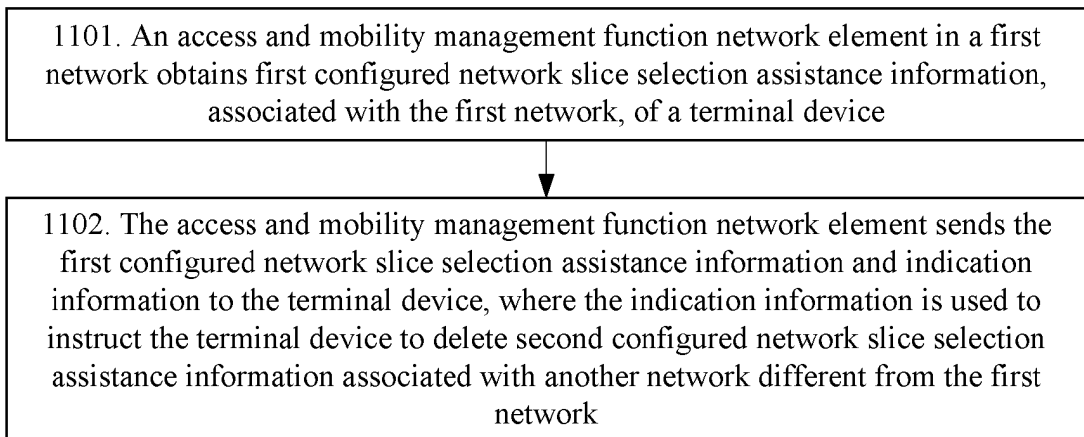 1101. An access and mobility management function network element in a first
network obtains first configured network slice selection assistance information,
associated with the first network, of a terminal device
1102. The access and mobility management function network element sends the
first configured network slice selection assistance information and indication
information to the terminal device, where the indication information is used to
instruct the terminal device to delete second configured network slice selection
assistance information associated with another network different from the first
network